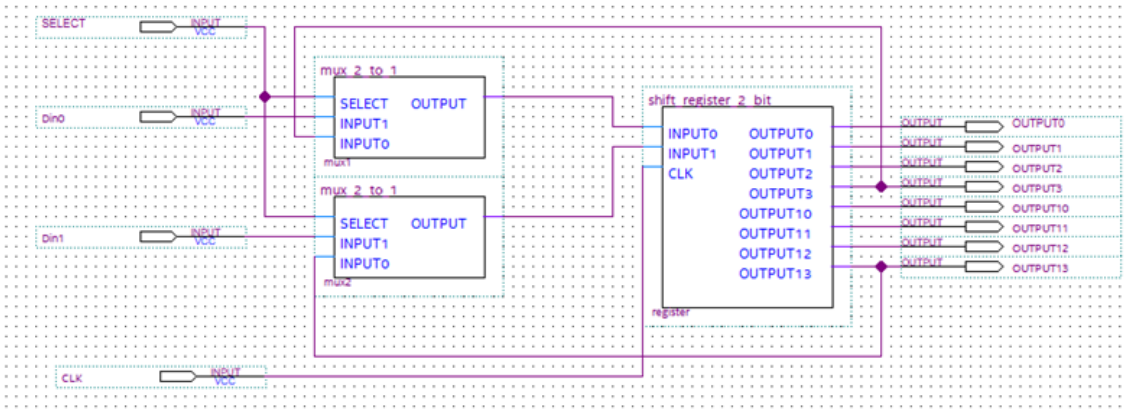 SELECT
INPUT
VCC
mux_2_to_1
SELECT OUTPUT
INPUT1
INPUT0
mux1
Din0
INPUT
VCC
mux_2_to_1
SELECT OUTPUT
INPUT1
INPUT0
mux2
Din1
INPUT
VCC
CLK
INPUT
VCC
shift_register_2_bit
INPUT0 OUTPUT0
INPUT1 OUTPUT1
CLK OUTPUT2
OUTPUT3
OUTPUT10
OUTPUT11
OUTPUT12
OUTPUT13
register
OUTPUT OUTPUT0
OUTPUT OUTPUT1
OUTPUT OUTPUT2
OUTPUT OUTPUT3
OUTPUT OUTPUT10
OUTPUT OUTPUT11
OUTPUT OUTPUT12
OUTPUT OUTPUT13